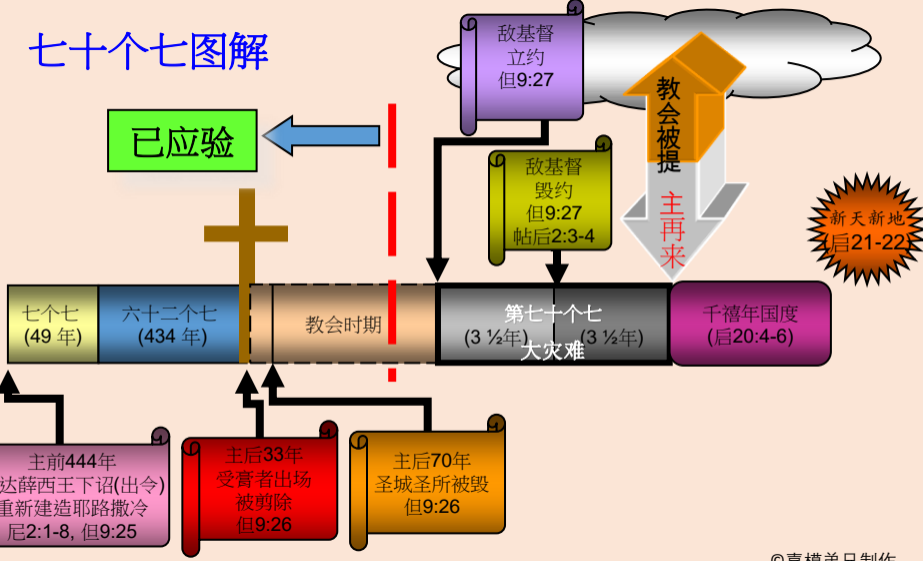 七十个七图解
敌基督
立约
但9:27
已应验
敌基督
毁约
但9:27
帖后2:3-4
教会被提
主再来
新天新地
(启21-22)
七个七
(49 年)
六十二个七
(434 年)
教会时期
第七十个七
(3 ½年)
(3 ½年)
大灾难
千禧年国度
(启20:4-6)
主前444年
达薛西王下诏(出令)
重新建造耶路撒冷
尼2:1-8, 但9:25
主后33年
受膏者出场
被剪除
但9:26
主后70年
圣城圣所被毁
但9:26